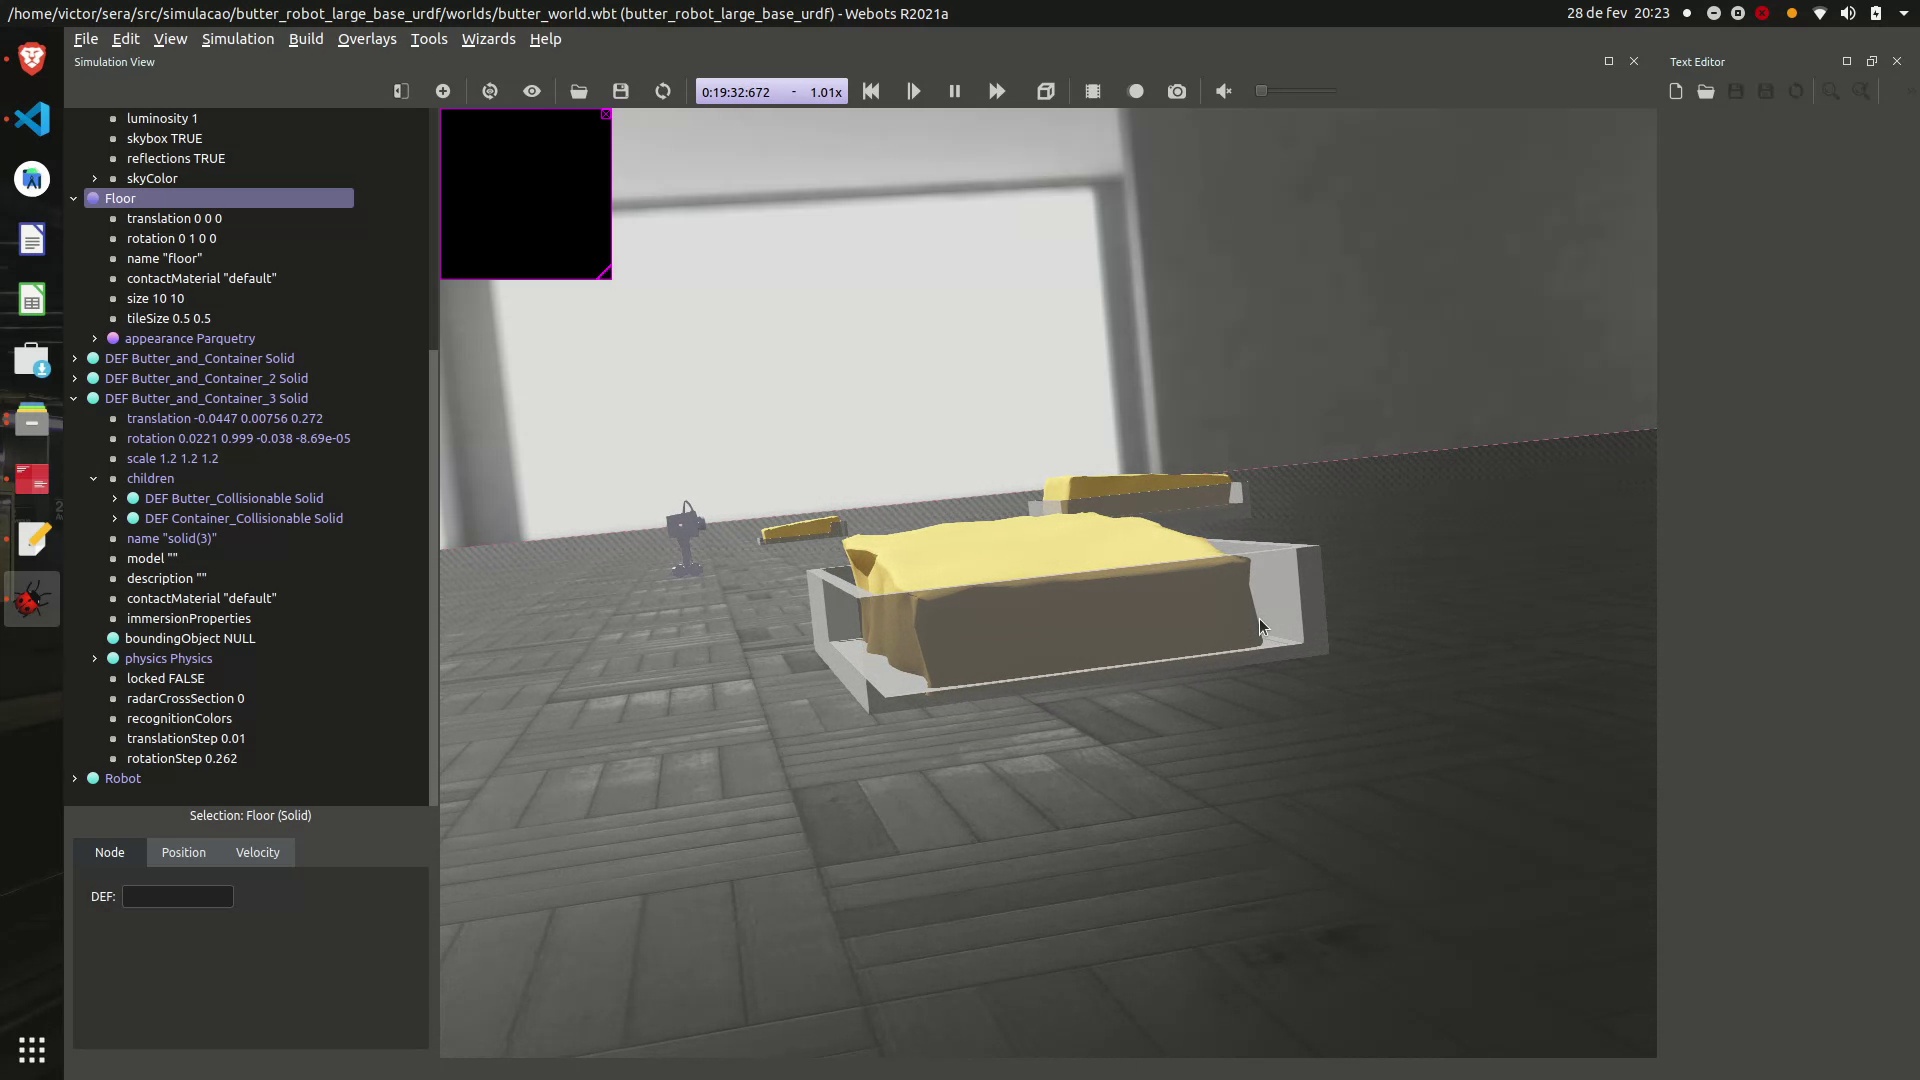 /home/victor/sera/src/simulacao/butter_robot_large_base_urdf/worlds/butter_world.wbt (butter_robot_large_base_urdf) - Webots R2021a
28 de fev 20:23
File Edit View Simulation Build Overlays Tools Wizards Help
Simulation View
Text Editor
0:19:32:672 - 1.01x
luminosity 1
skybox TRUE
reflections TRUE
skyColor
Floor
translation 0 0 0
rotation 0 1 0 0
name "floor"
contactMaterial "default"
size 10 10
tileSize 0.5 0.5
appearance Parquetry
DEF Butter_and_Container Solid
DEF Butter_and_Container_2 Solid
DEF Butter_and_Container_3 Solid
translation -0.0447 0.00756 0.272
rotation 0.0221 0.999 -0.038 -8.69e-05
scale 1.2 1.2 1.2
children
DEF Butter_Collisionable Solid
DEF Container_Collisionable Solid
name "solid(3)"
model ""
description ""
contactMaterial "default"
immersionProperties
boundingObject NULL
physics Physics
locked FALSE
radarCrossSection 0
recognitionColors
translationStep 0.01
rotationStep 0.262
Robot
Selection: Floor (Solid)
Node Position Velocity
DEF: